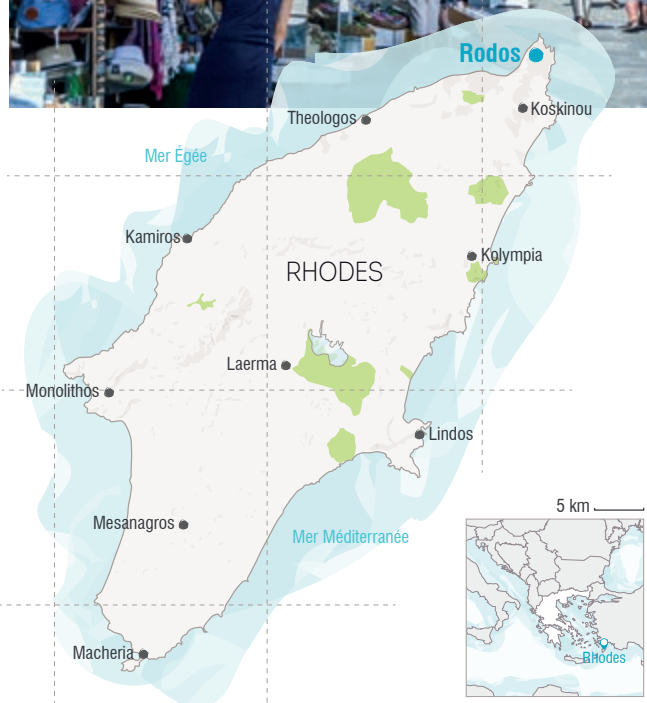 Rodos
Koskinou
Theologos
Mer Égée
Kamiros
Kolympia
RHODES
Laerma
Monolithos
Lindos
5 km
Mesanagros
Mer Méditerranée
Rhodes
Macheria